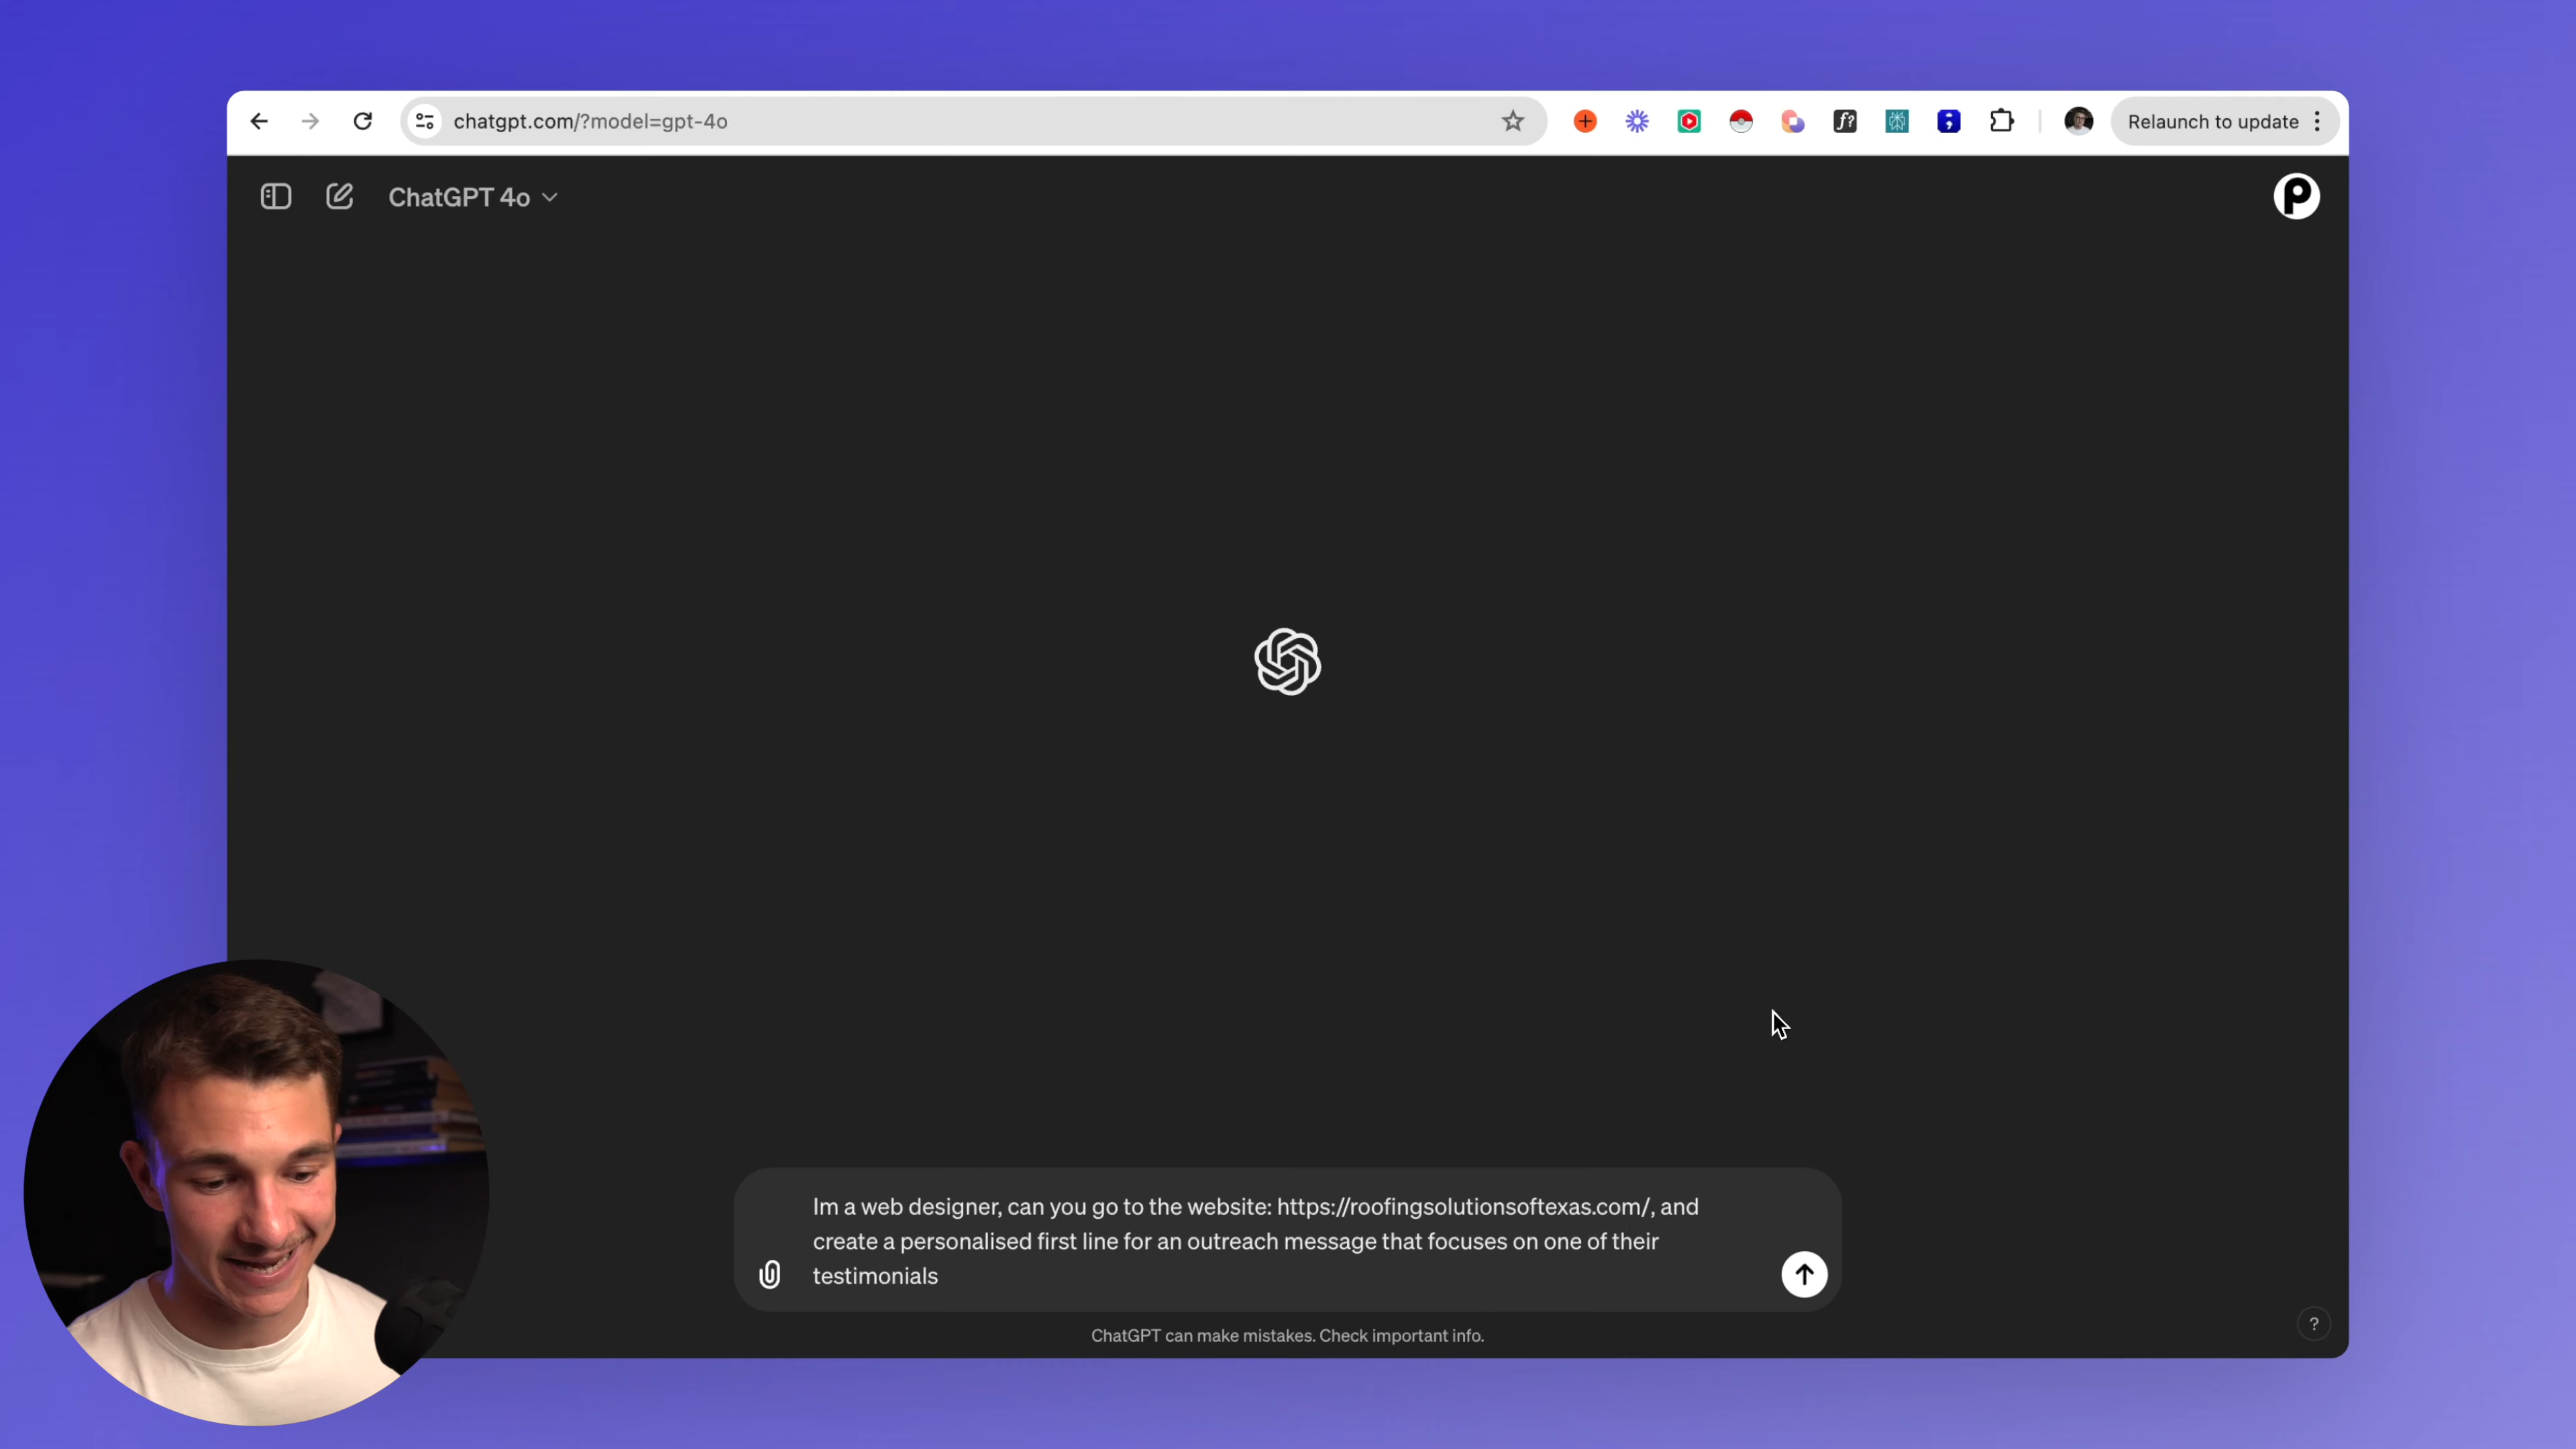 chatgpt.com/?model=gpt-4o
f?
Relaunch to update
ChatGPT 4o
Im a web designer, can you go to the website: https://roofingsolutionsoftexas.com/, and
create a personalised first line for an outreach message that focuses on one of their
testimonials
ChatGPT can make mistakes. Check important info.
?